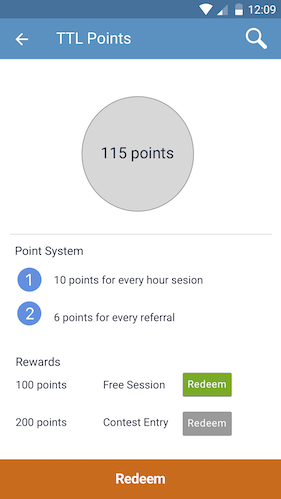 12:09
TTL Points
115 points
Point System
1 10 points for every hour sesion
2 6 points for every referral
Rewards
100 points Free Session Redeem
200 points Contest Entry Redeem
Redeem